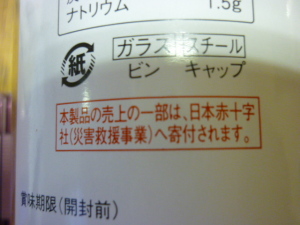 ナトリウム 1.5g
紙 ガラス スチール
ビン キャップ
本製品の売上の一部は、日本赤十字
社(災害救援事業)へ寄付されます。
賞味期限(開封前)